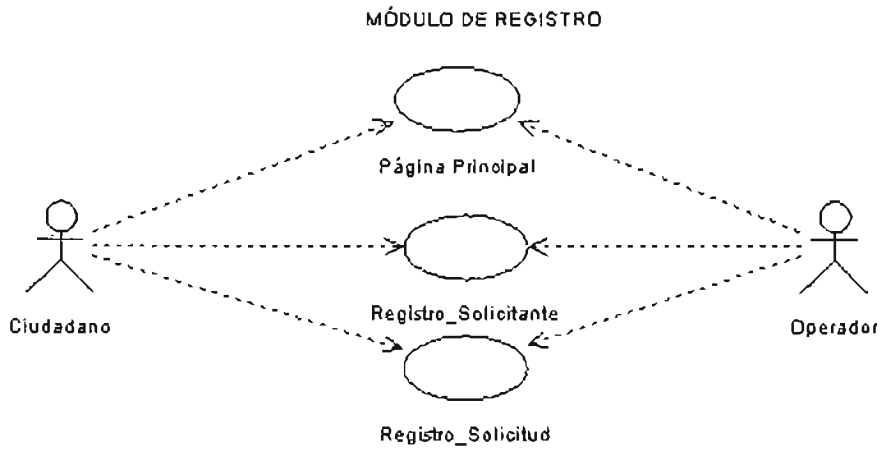 MÓDULO DE REGISTRO
Página Principal
Registro_Solicitante
Ciudadano
Operador
Registro_Solicitud